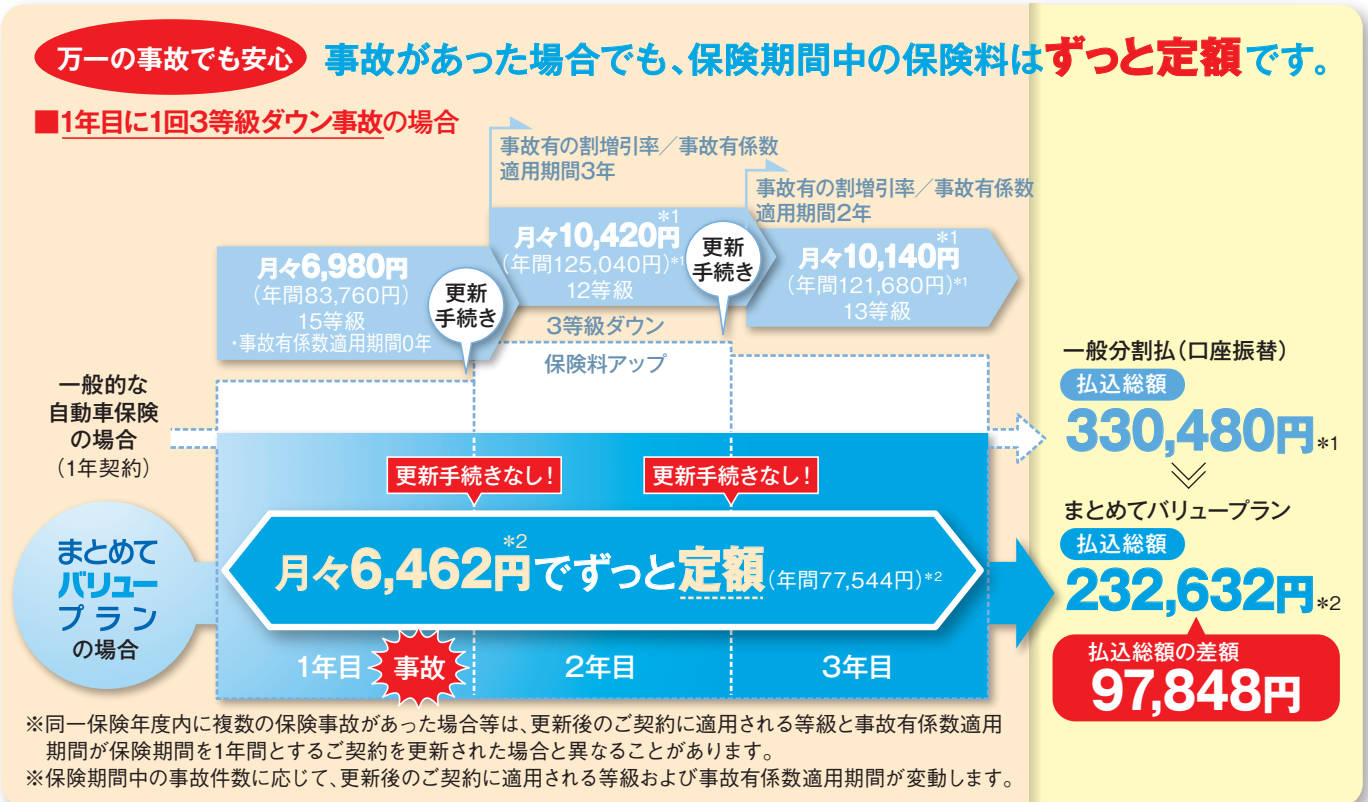 万一の事故でも安心
事故があった場合でも、保険期間中の保険料はずっと定額です。
■1年目に1回3等級ダウン事故の場合
事故有の割増引率／事故有係数
適用期間3年
事故有の割増引率／事故有係数
適用期間2年
月々6,980円
（年間83,760円）
15等級
・事故有係数適用期間0年
更新
手続き
月々10,420円*1
（年間125,040円）*1
12等級
3等級ダウン
保険料アップ
更新
手続き
月々10,140円*1
（年間121,680円）*1
13等級
一般的な
自動車保険
の場合
（1年契約）
一般分割払（口座振替）
払込総額
330,480円*1
更新手続きなし！
更新手続きなし！
まとめて
バリュー
プラン
の場合
月々6,462円*2でずっと定額（年間77,544円）*2
まとめてバリュープラン
払込総額
232,632円*2
払込総額の差額
97,848円
1年目
事故
2年目
3年目
※同一保険年度内に複数の保険事故があった場合等は、更新後のご契約に適用される等級と事故有係数適用
期間が保険期間を1年間とするご契約を更新された場合と異なることがあります。
※保険期間中の事故件数に応じて、更新後のご契約に適用される等級および事故有係数適用期間が変動します。